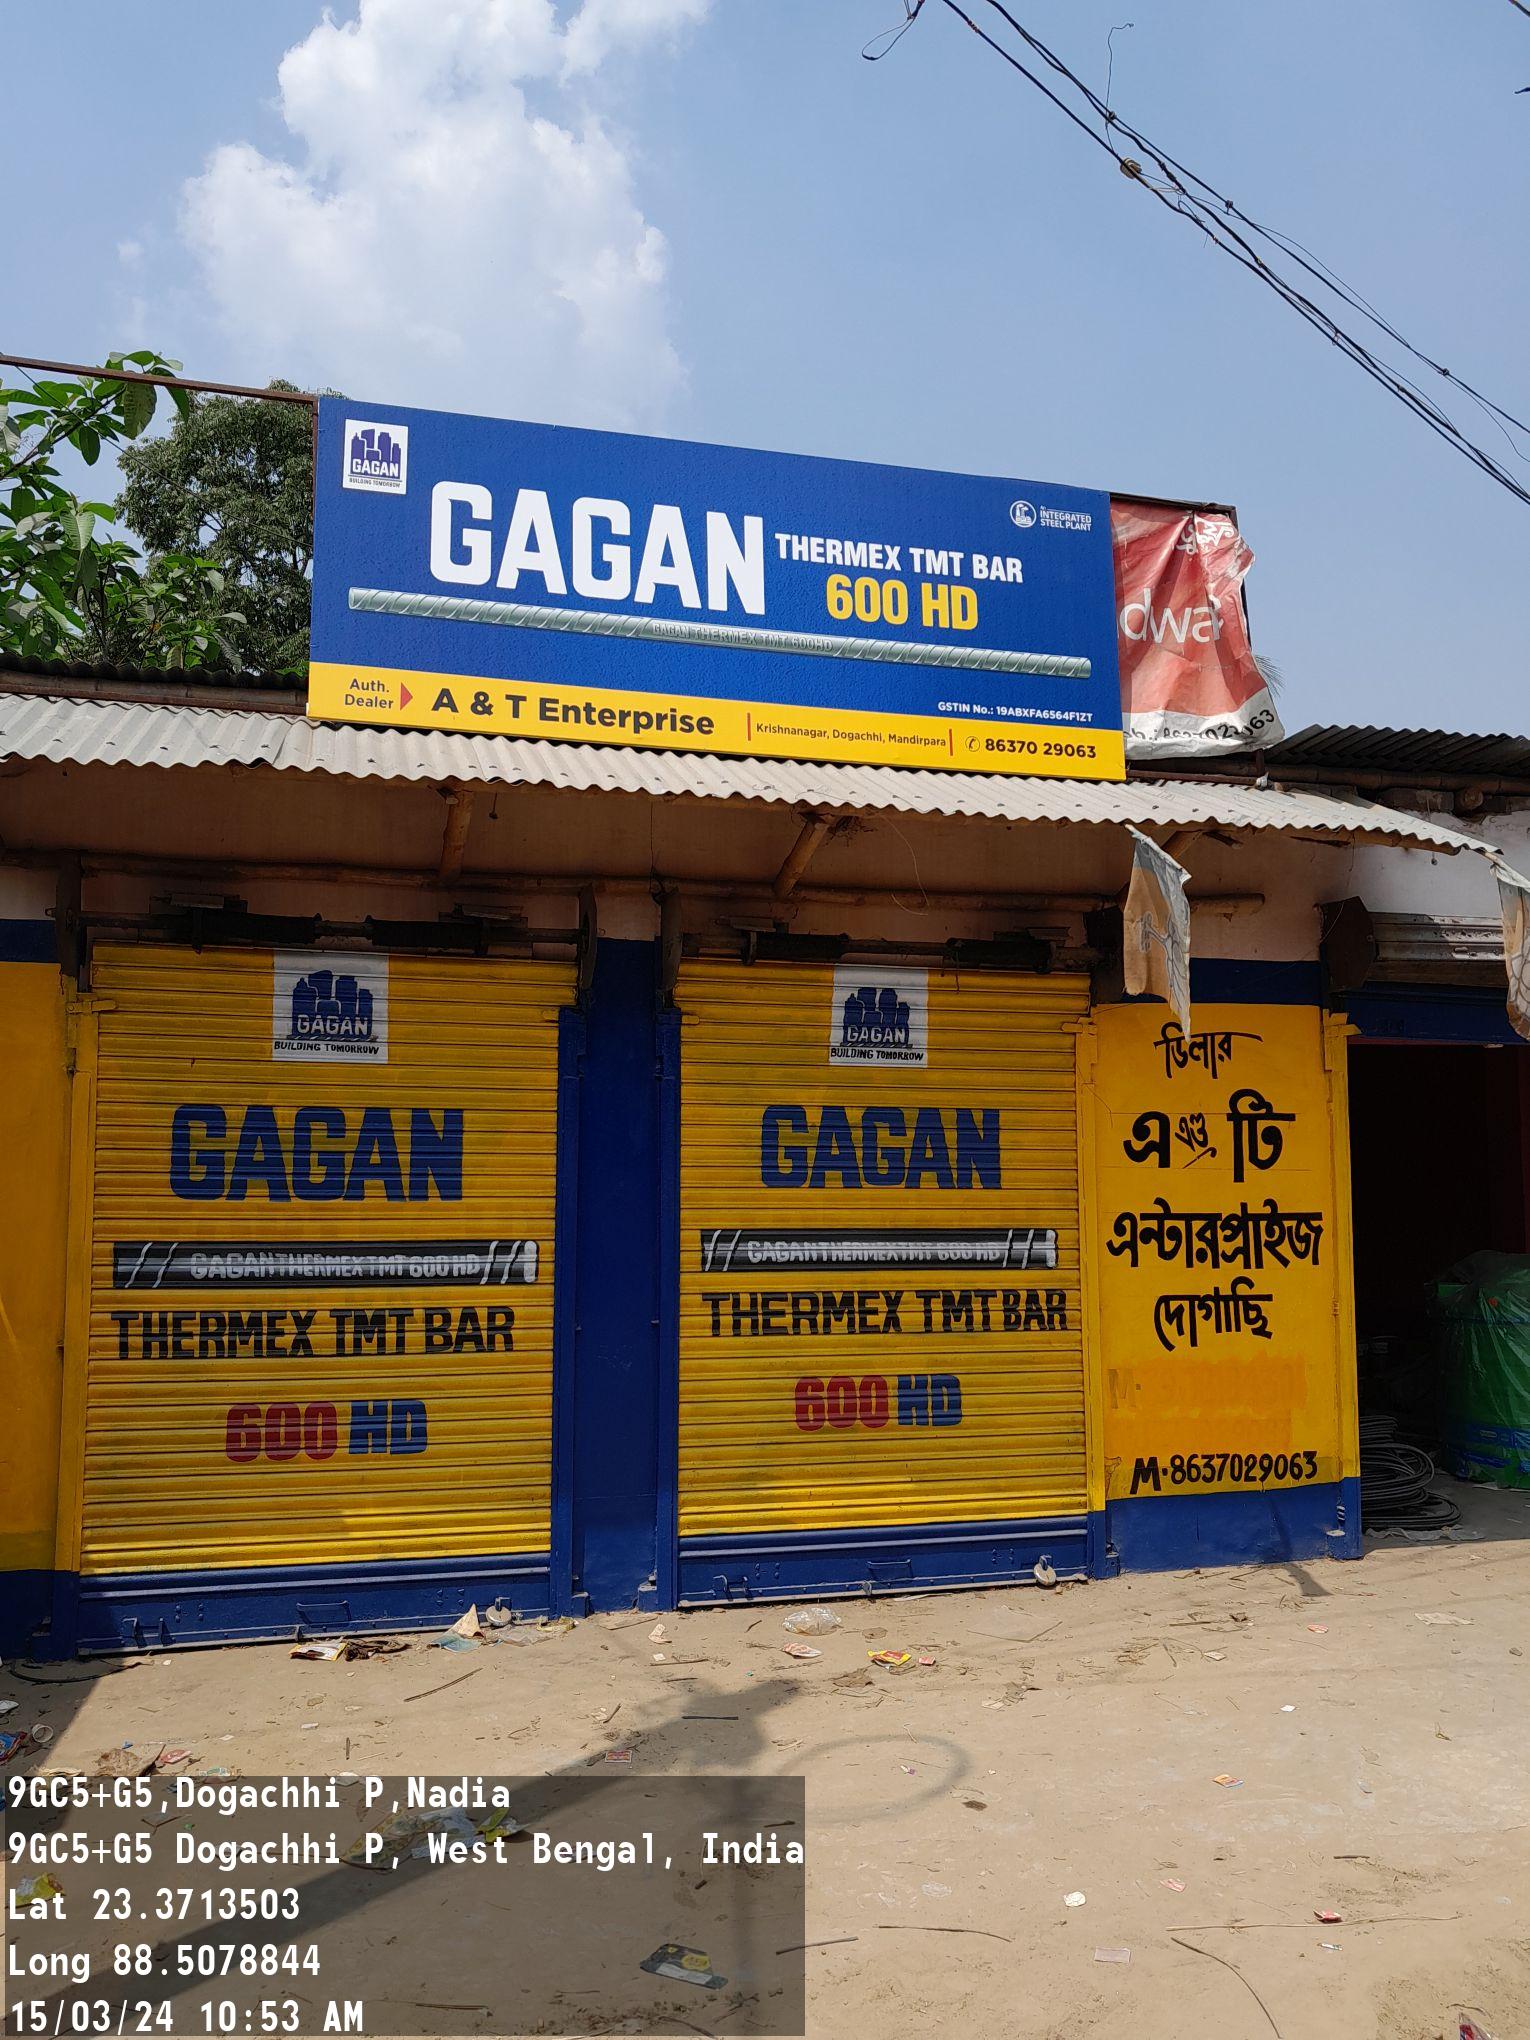 GAGAN
BUILDING TOMORROW
GAGAN
THERMEX TMT BAR
600 HD
AN
INTEGRATED
STEEL PLANT
GAGAN THERMEX TMT 600HD
Auth.
Dealer
A & T Enterprise
GSTIN No.: 19ABXFA6564F1ZT
Krishnanagar, Dogachhi, Mandirpara
86370 29063
GAGAN
BUILDING TOMORROW
GAGAN
GAGAN THERMEX TMT 600 HD
THERMEX TMT BAR
600 HD
GAGAN
BUILDING TOMORROW
GAGAN
GAGAN THERMEX TMT 600 HD
THERMEX TMT BAR
600 HD
ডিলার
এ এণ্ড টি
এন্টারপ্রাইজ
দোগাছি
M·8637029063
9GC5+G5,Dogachhi P,Nadia
9GC5+G5 Dogachhi P, West Bengal, India
Lat 23.3713503
Long 88.5078844
15/03/24 10:53 AM